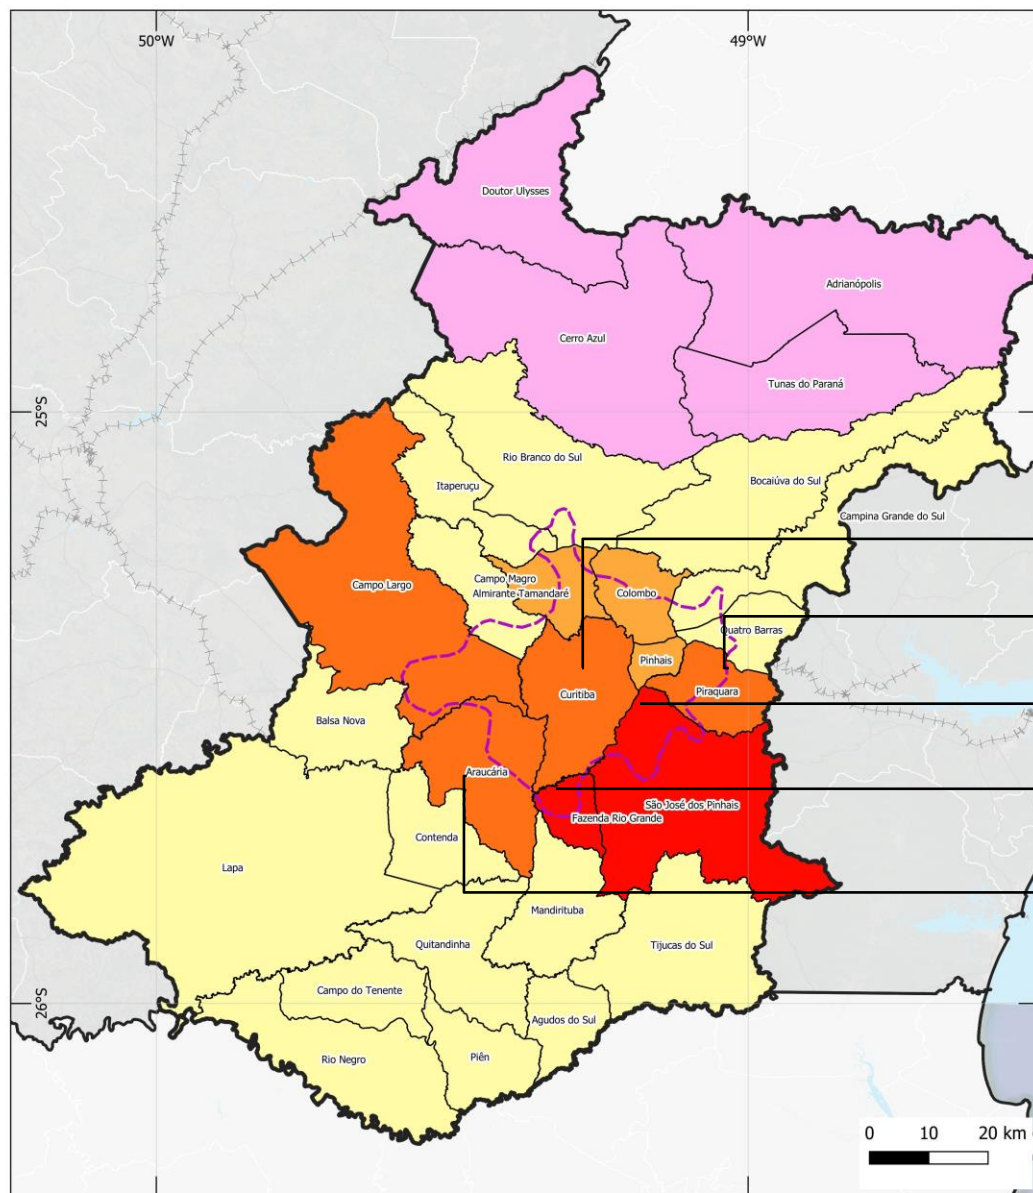 50°W
49°W
Doutor Ulysses
Adrianópolis
Cerro Azul
Tunas do Paraná
25°S
Rio Branco do Sul
Itaperuçu
Bocaiúva do Sul
Campina Grande do Sul
Campo Largo
Campo Magro
Almirante Tamandaré
Colombo
Quatro Barras
Pinhais
Curitiba
Piraquara
Balsa Nova
Araucária
São José dos Pinhais
Fazenda Rio Grande
Contenda
Lapa
Mandirituba
Quitandinha
Tijucas do Sul
Campo do Tenente
26°S
Agudos do Sul
Rio Negro
Piên
0 10 20 km